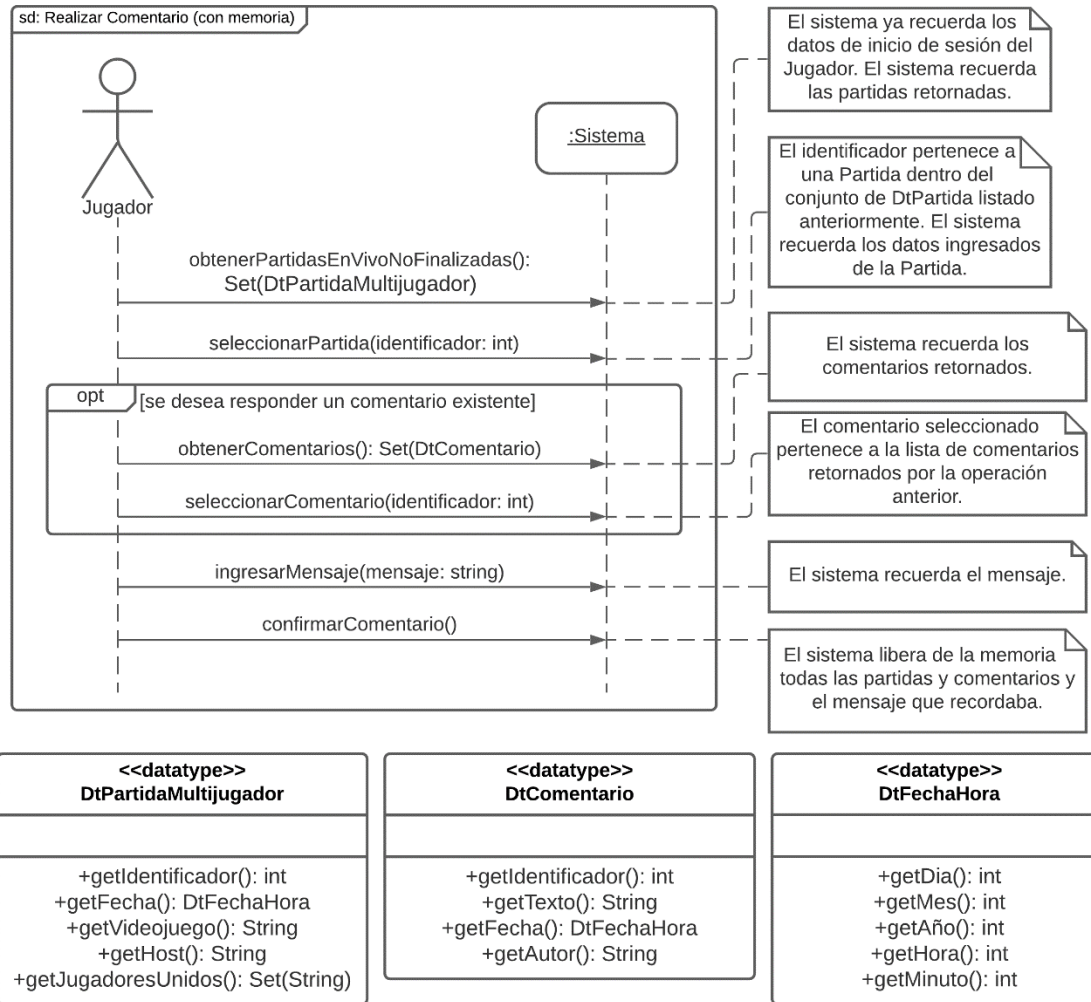 sd: Realizar Comentario (con memoria)
Jugador
:Sistema
obtenerPartidasEnVivoNoFinalizadas():
Set(DtPartidaMultijugador)
seleccionarPartida(identificador: int)
opt
[se desea responder un comentario existente]
obtenerComentarios(): Set(DtComentario)
seleccionarComentario(identificador: int)
ingresarMensaje(mensaje: string)
confirmarComentario()
El sistema ya recuerda los
datos de inicio de sesión del
Jugador. El sistema recuerda
las partidas retornadas.
El identificador pertenece a
una Partida dentro del
conjunto de DtPartida listado
anteriormente. El sistema
recuerda los datos ingresados
de la Partida.
El sistema recuerda los
comentarios retornados.
El comentario seleccionado
pertenece a la lista de comentarios
retornados por la operación
anterior.
El sistema recuerda el mensaje.
El sistema libera de la memoria
todas las partidas y comentarios y
el mensaje que recordaba.
<<datatype>>
DtPartidaMultijugador
+getIdentificador(): int
+getFecha(): DtFechaHora
+getVideojuego(): String
+getHost(): String
+getJugadoresUnidos(): Set(String)
<<datatype>>
DtComentario
+getIdentificador(): int
+getTexto(): String
+getFecha(): DtFechaHora
+getAutor(): String
<<datatype>>
DtFechaHora
+getDia(): int
+getMes(): int
+getAño(): int
+getHora(): int
+getMinuto(): int